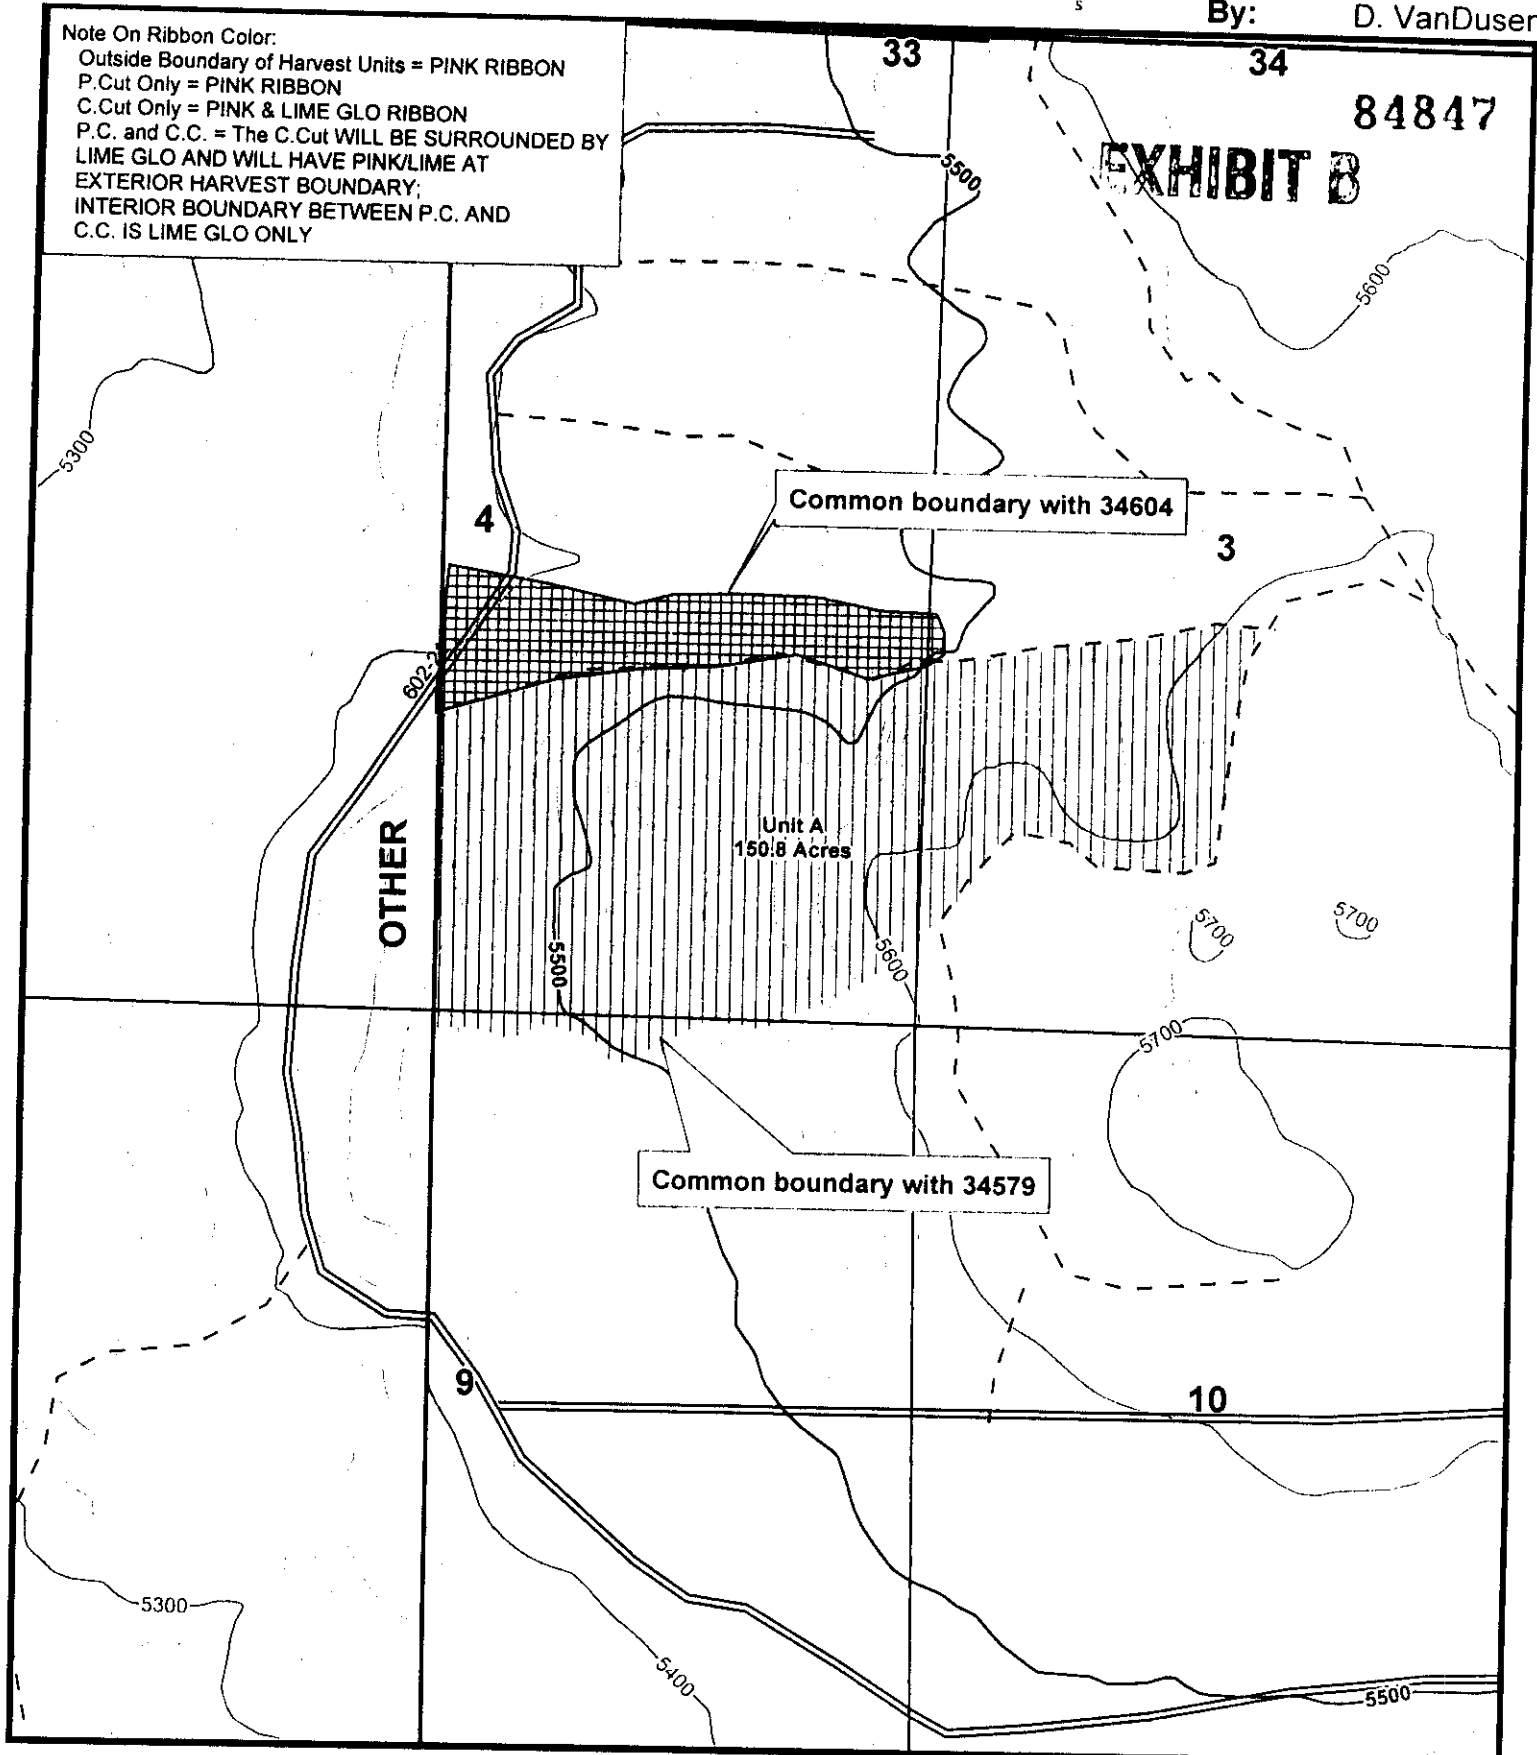 By: D. VanDuser
Note On Ribbon Color:
Outside Boundary of Harvest Units = PINK RIBBON
P.Cut Only = PINK RIBBON
C.Cut Only = PINK & LIME GLO RIBBON
P.C. and C.C. = The C.Cut WILL BE SURROUNDED BY
LIME GLO AND WILL HAVE PINK/LIME AT
EXTERIOR HARVEST BOUNDARY;
INTERIOR BOUNDARY BETWEEN P.C. AND
C.C. IS LIME GLO ONLY
33
34
84847
EXHIBIT B
5500
5600
5300
Common boundary with 34604
4
3
602-2
Unit A
150.8 Acres
OTHER
5500
5600
5700
5700
5700
Common boundary with 34579
9
10
5300
5400
5500